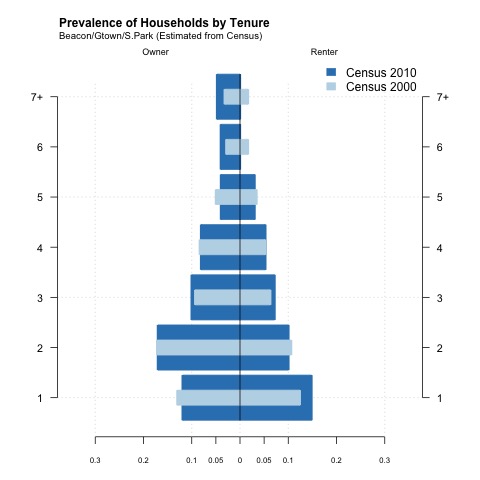 Prevalence of Households by Tenure
Beacon/Gtown/S.Park (Estimated from Census)
Owner Renter
Census 2010
Census 2000
7+ 7+
6 6
5 5
4 4
3 3
2 2
1 1
0.3 0.2 0.1 0.05 0 0.05 0.1 0.2 0.3